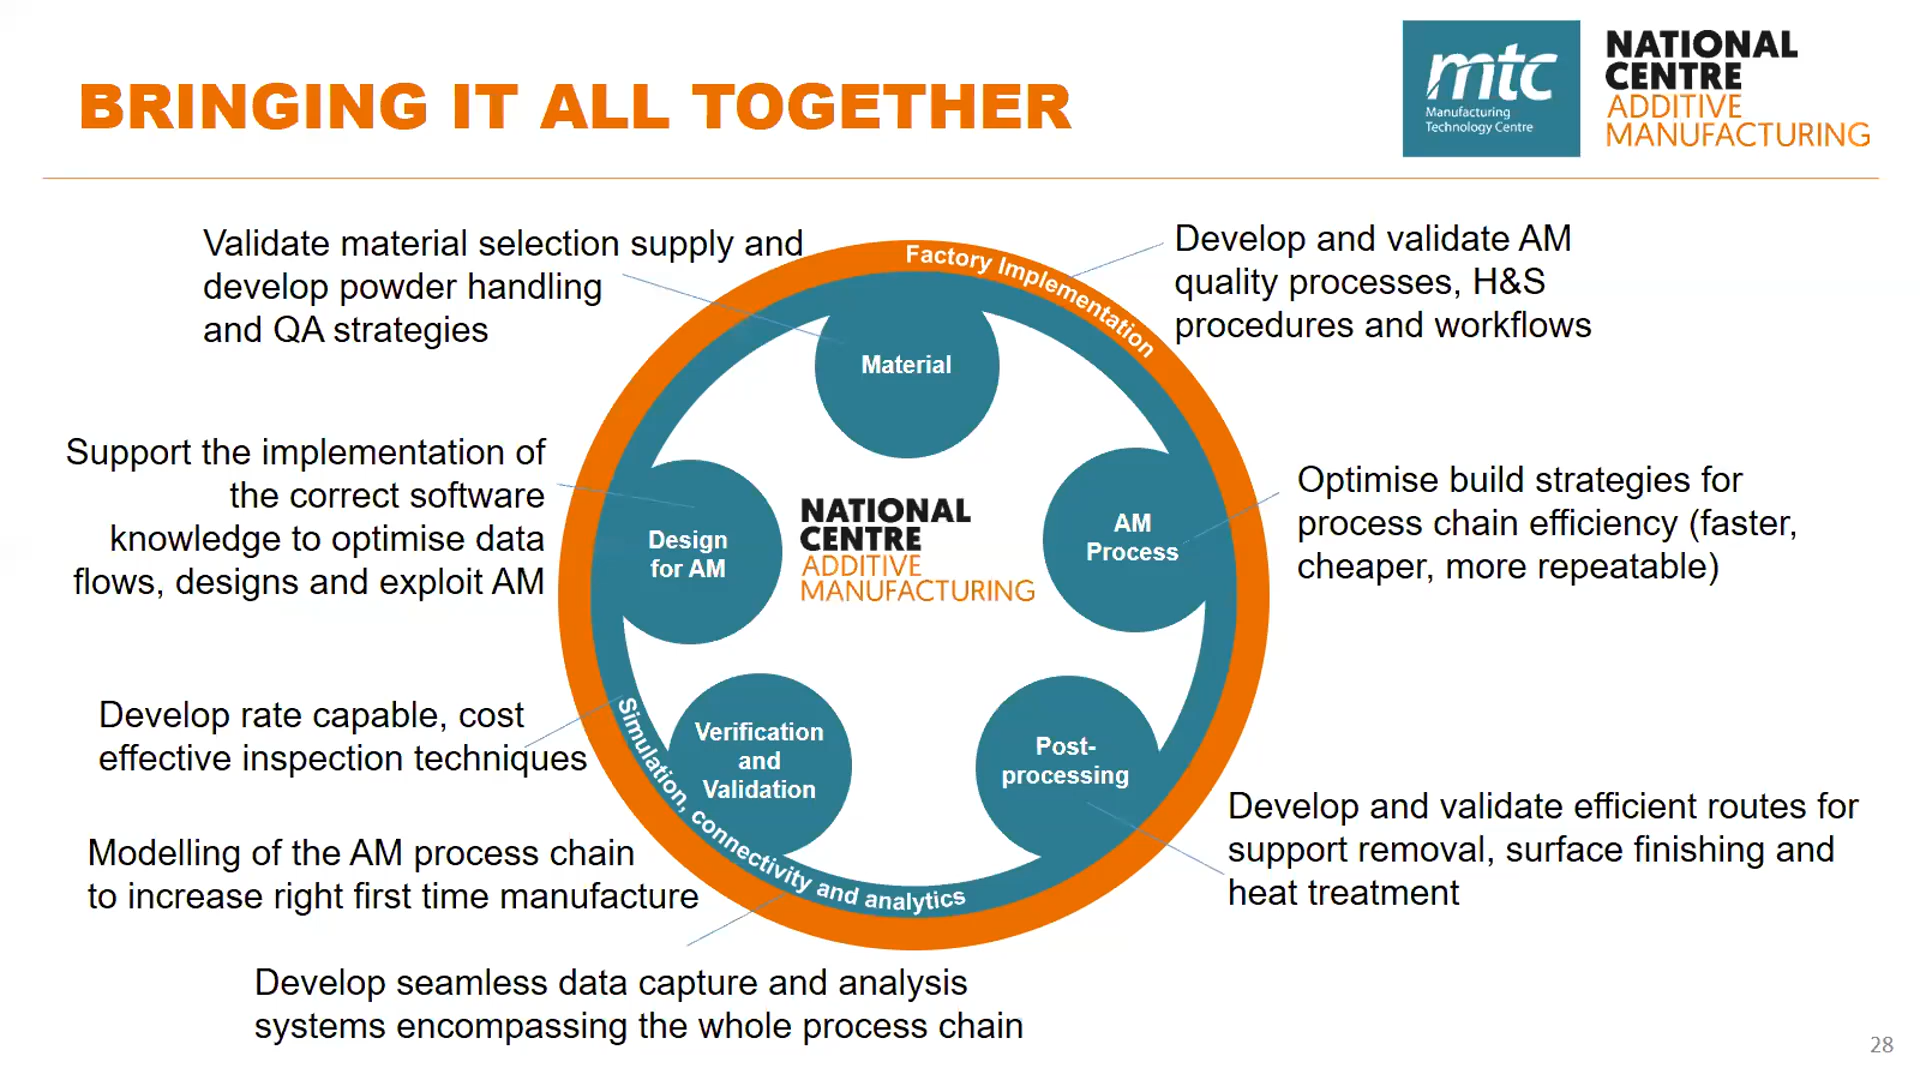 BRINGING IT ALL TOGETHER
mtc
Manufacturing
Technology Centre
NATIONAL
CENTRE
ADDITIVE
MANUFACTURING
Validate material selection supply and
develop powder handling
and QA strategies
Factory Implementation
Develop and validate AM
quality processes, H&S
procedures and workflows
Material
Support the implementation of
the correct software
knowledge to optimise data
flows, designs and exploit AM
Design
for AM
NATIONAL
CENTRE
ADDITIVE
MANUFACTURING
AM
Process
Optimise build strategies for
process chain efficiency (faster,
cheaper, more repeatable)
Develop rate capable, cost
effective inspection techniques
Verification
and
Validation
Post-
processing
Simulation, connectivity and analytics
Modelling of the AM process chain
to increase right first time manufacture
Develop and validate efficient routes for
support removal, surface finishing and
heat treatment
Develop seamless data capture and analysis
systems encompassing the whole process chain
28